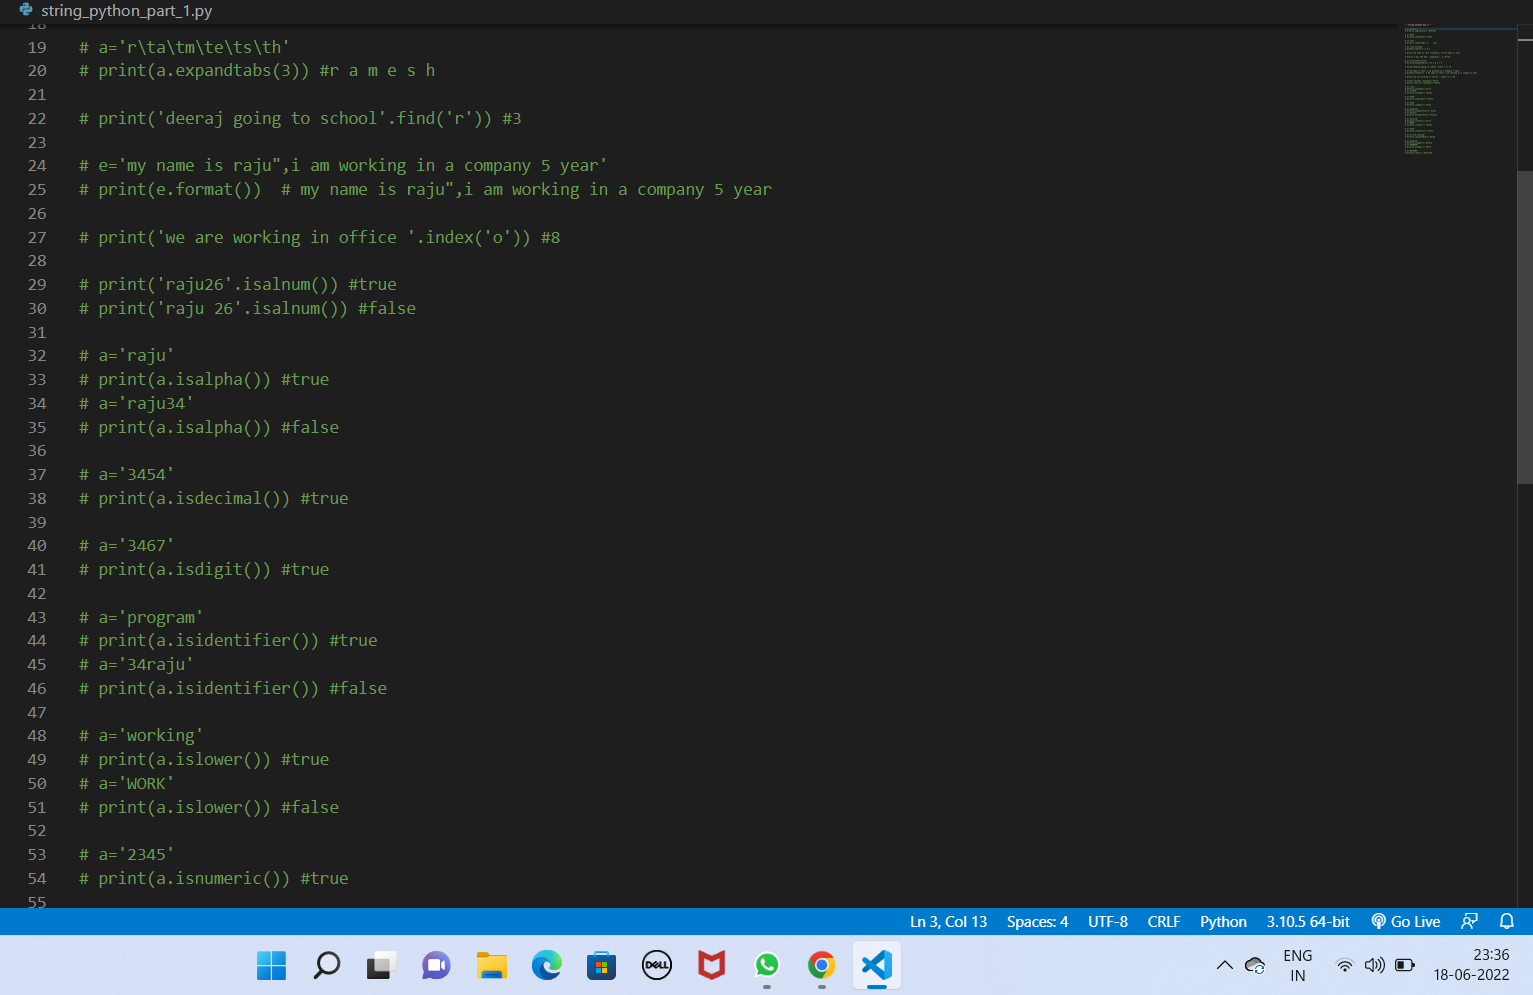 string_python_part_1.py
18
19 # a='r\ta\tm\te\ts\th'
20 # print(a.expandtabs(3)) #r a m e s h
21
22 # print('deeraj going to school'.find('r')) #3
23
24 # e='my name is raju",i am working in a company 5 year'
25 # print(e.format())  # my name is raju",i am working in a company 5 year
26
27 # print('we are working in office '.index('o')) #8
28
29 # print('raju26'.isalnum()) #true
30 # print('raju 26'.isalnum()) #false
31
32 # a='raju'
33 # print(a.isalpha()) #true
34 # a='raju34'
35 # print(a.isalpha()) #false
36
37 # a='3454'
38 # print(a.isdecimal()) #true
39
40 # a='3467'
41 # print(a.isdigit()) #true
42
43 # a='program'
44 # print(a.isidentifier()) #true
45 # a='34raju'
46 # print(a.isidentifier()) #false
47
48 # a='working'
49 # print(a.islower()) #true
50 # a='WORK'
51 # print(a.islower()) #false
52
53 # a='2345'
54 # print(a.isnumeric()) #true
55
Ln 3, Col 13 Spaces: 4 UTF-8 CRLF Python 3.10.5 64-bit Go Live
DELL
ENG 23:36
IN 18-06-2022